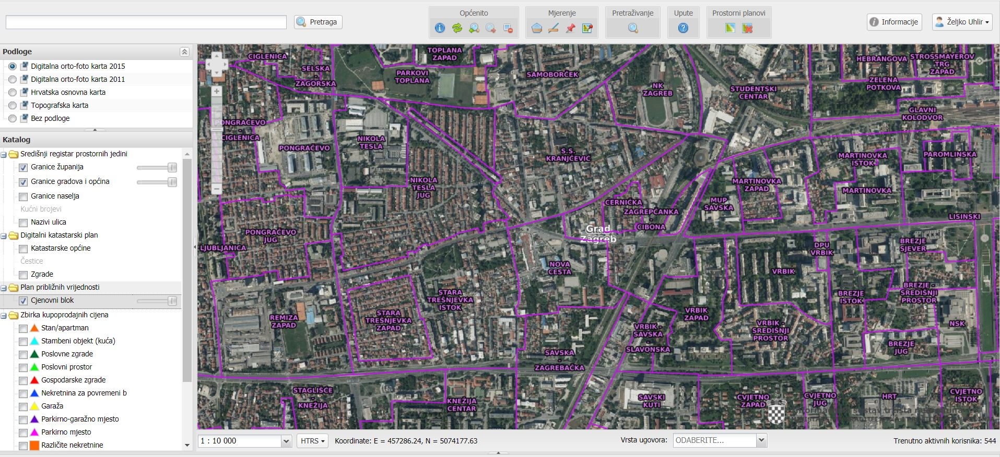 Općenito
Mjerenje
Pretraživanje
Upute
Prostorni planovi
Pretraga
Informacije
Željko Uhlir
Podloge
Digitalna orto-foto karta 2015
Digitalna orto-foto karta 2011
Hrvatska osnovna karta
Topografska karta
Bez podloge
Katalog
Središnji registar prostornih jedini
Granice županija
Granice gradova i općina
Granice naselja
Kućni brojevi
Nazivi ulica
Digitalni katastarski plan
Katastarske općine
Čestice
Zgrade
Plan približnih vrijednosti
Cjenovni blok
Zbirka kupoprodajnih cijena
Stan/apartman
Stambeni objekt (kuća)
Poslovne zgrade
Poslovni prostor
Gospodarske zgrade
Nekretnina za povremeni b
Garaža
Parkirno-garažno mjesto
Parkirno mjesto
Različite nekretnine
CIGLENICA
SELSKA
-
ZAGORSKA
TOPLANA
ZAPAD
PARKOVI
TOPLANA
SAMOBORČEK
NK
ZAGREB
STUDENTSKI
CENTAR
HEBRANGOVA
STROSSMAYEROV
TRG
ZAPAD
ZELENA
POTKOVA
GLAVNI
KOLODVOR
PONGRAČEVO
-
CIGLENICA
PONGRAČEVO
NIKOLA
TESLA
S.S.
KRANJČEVIĆ
MARTINOVKA
ISTOK
PAROMLINSKA
NIKOLA
TESLA
JUG
MARTINOVKA
ZAPAD
MARTINOVKA
CERNIČKA
MUP
SAVSKA
ZAGREPČANKA
-
CIBONA
LISINSKI
Grad
Zagreb
PONGRAČEVO
JUG
LJUBLJANICA
DPU
VRBIK
BREZJE
SJEVER
NOVA
CESTA
VRBIK
STARA
TREŠNJEVKA
ISTOK
BREZJE
ISTOK
BREZJE -
SREDIŠNJI
PROSTOR
REMIZA
ZAPAD
STARA
TREŠNJEVKA
ZAPAD
VRBIK
ZAPAD
VRBIK -
SAVSKA
-
SLAVONSKA
VRBIK -
SREDIŠNJI
PROSTOR
NSK
BREZJE
JUG
SAVSKA
-
ZAGREBAČKA
STAGLIŠĆE
-
KNEŽIJA
KNEŽIJA
CENTAR
SAVSKI
KUTI
CVJETNO
ZAPAD
CVJETNO
JUG
HRT
CVJETNO
ISTOK
1 : 10 000
HTRS
Koordinate: E = 457286.24, N = 5074177.63
Vrsta ugovora:
ODABERITE...
Trenutno aktivnih korisnika: 544